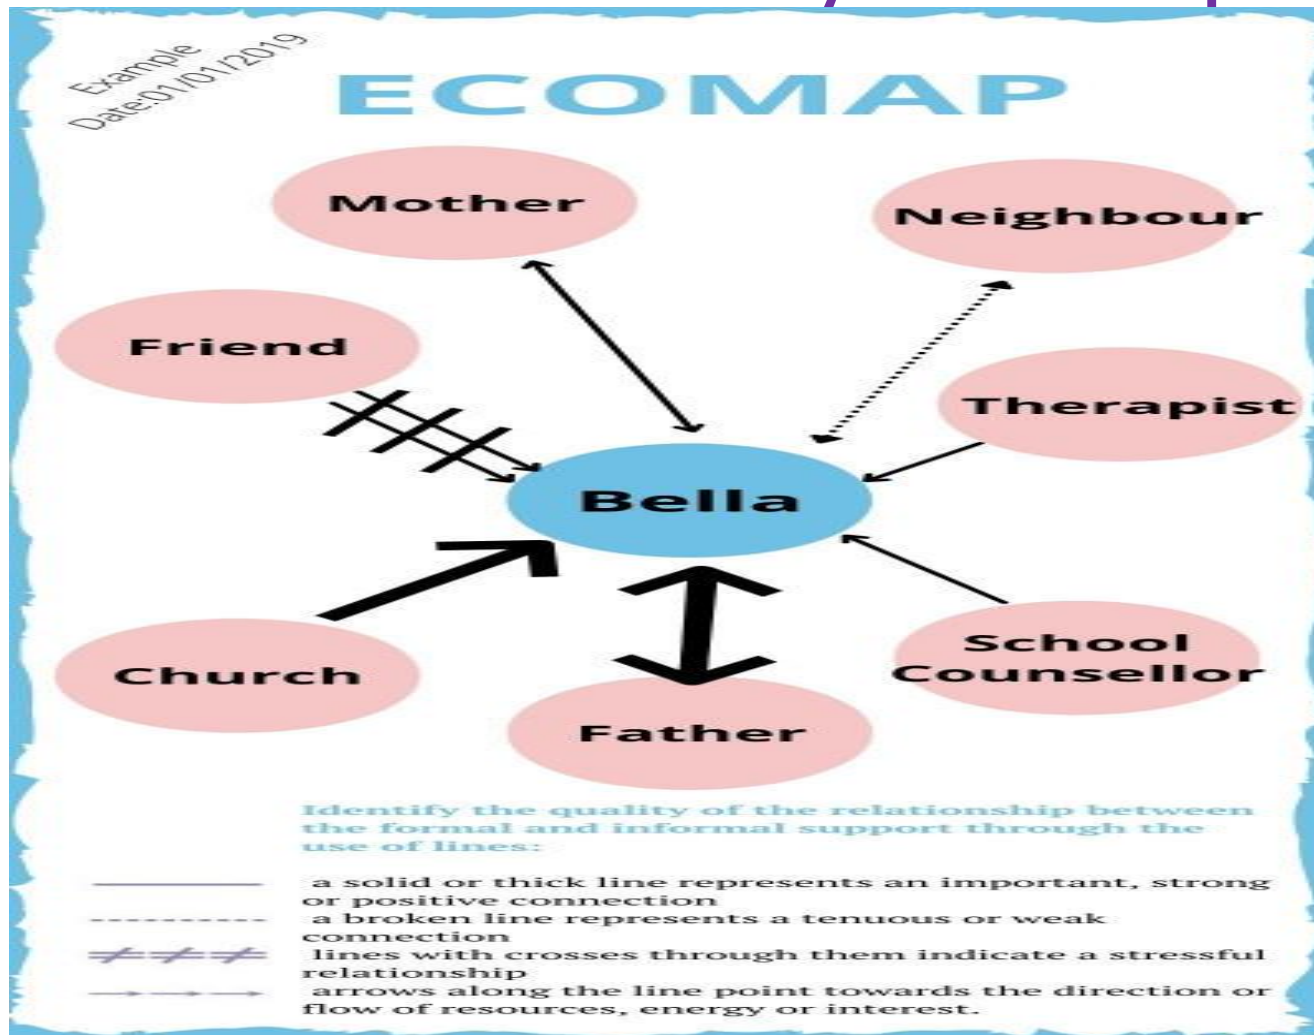 Example
Date:01/01/2019
ECOMAP
Mother
Neighbour
Friend
Therapist
Bella
Church
School
Counsellor
Father
Identify the quality of the relationship between
the formal and informal support through the
use of lines:
a solid or thick line represents an important, strong
or positive connection
a broken line represents a tenuous or weak
connection
lines with crosses through them indicate a stressful
relationship
arrows along the line point towards the direction or
flow of resources, energy or interest.